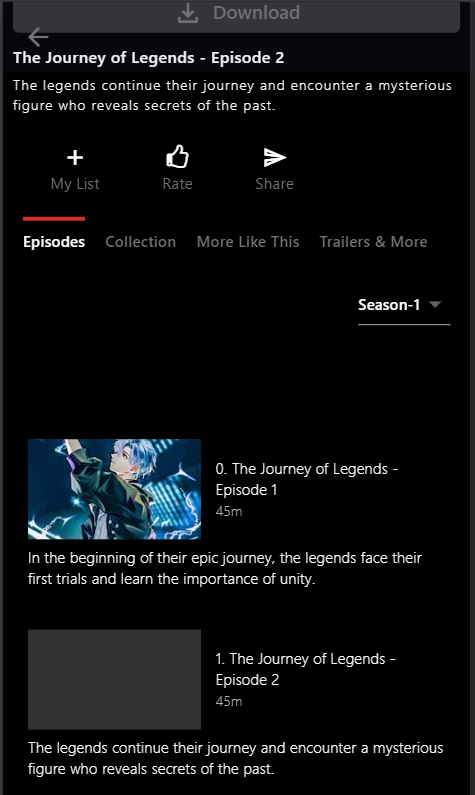 Download
The Journey of Legends - Episode 2
The legends continue their journey and encounter a mysterious
figure who reveals secrets of the past.
My List
Rate
Share
Episodes
Collection
More Like This
Trailers & More
Season-1
0. The Journey of Legends -
Episode 1
45m
In the beginning of their epic journey, the legends face their
first trials and learn the importance of unity.
1. The Journey of Legends -
Episode 2
45m
The legends continue their journey and encounter a mysterious
figure who reveals secrets of the past.